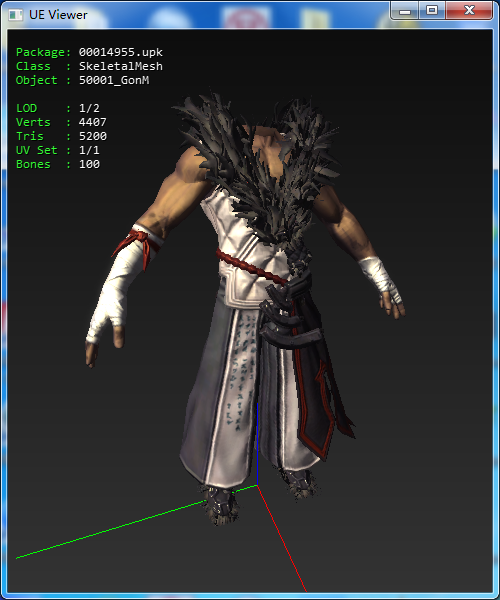 UE Viewer
Package: 00014955.upk
Class : SkeletalMesh
Object : 50001_GonM
LOD : 1/2
Verts : 4407
Tris : 5200
UV Set : 1/1
Bones : 100